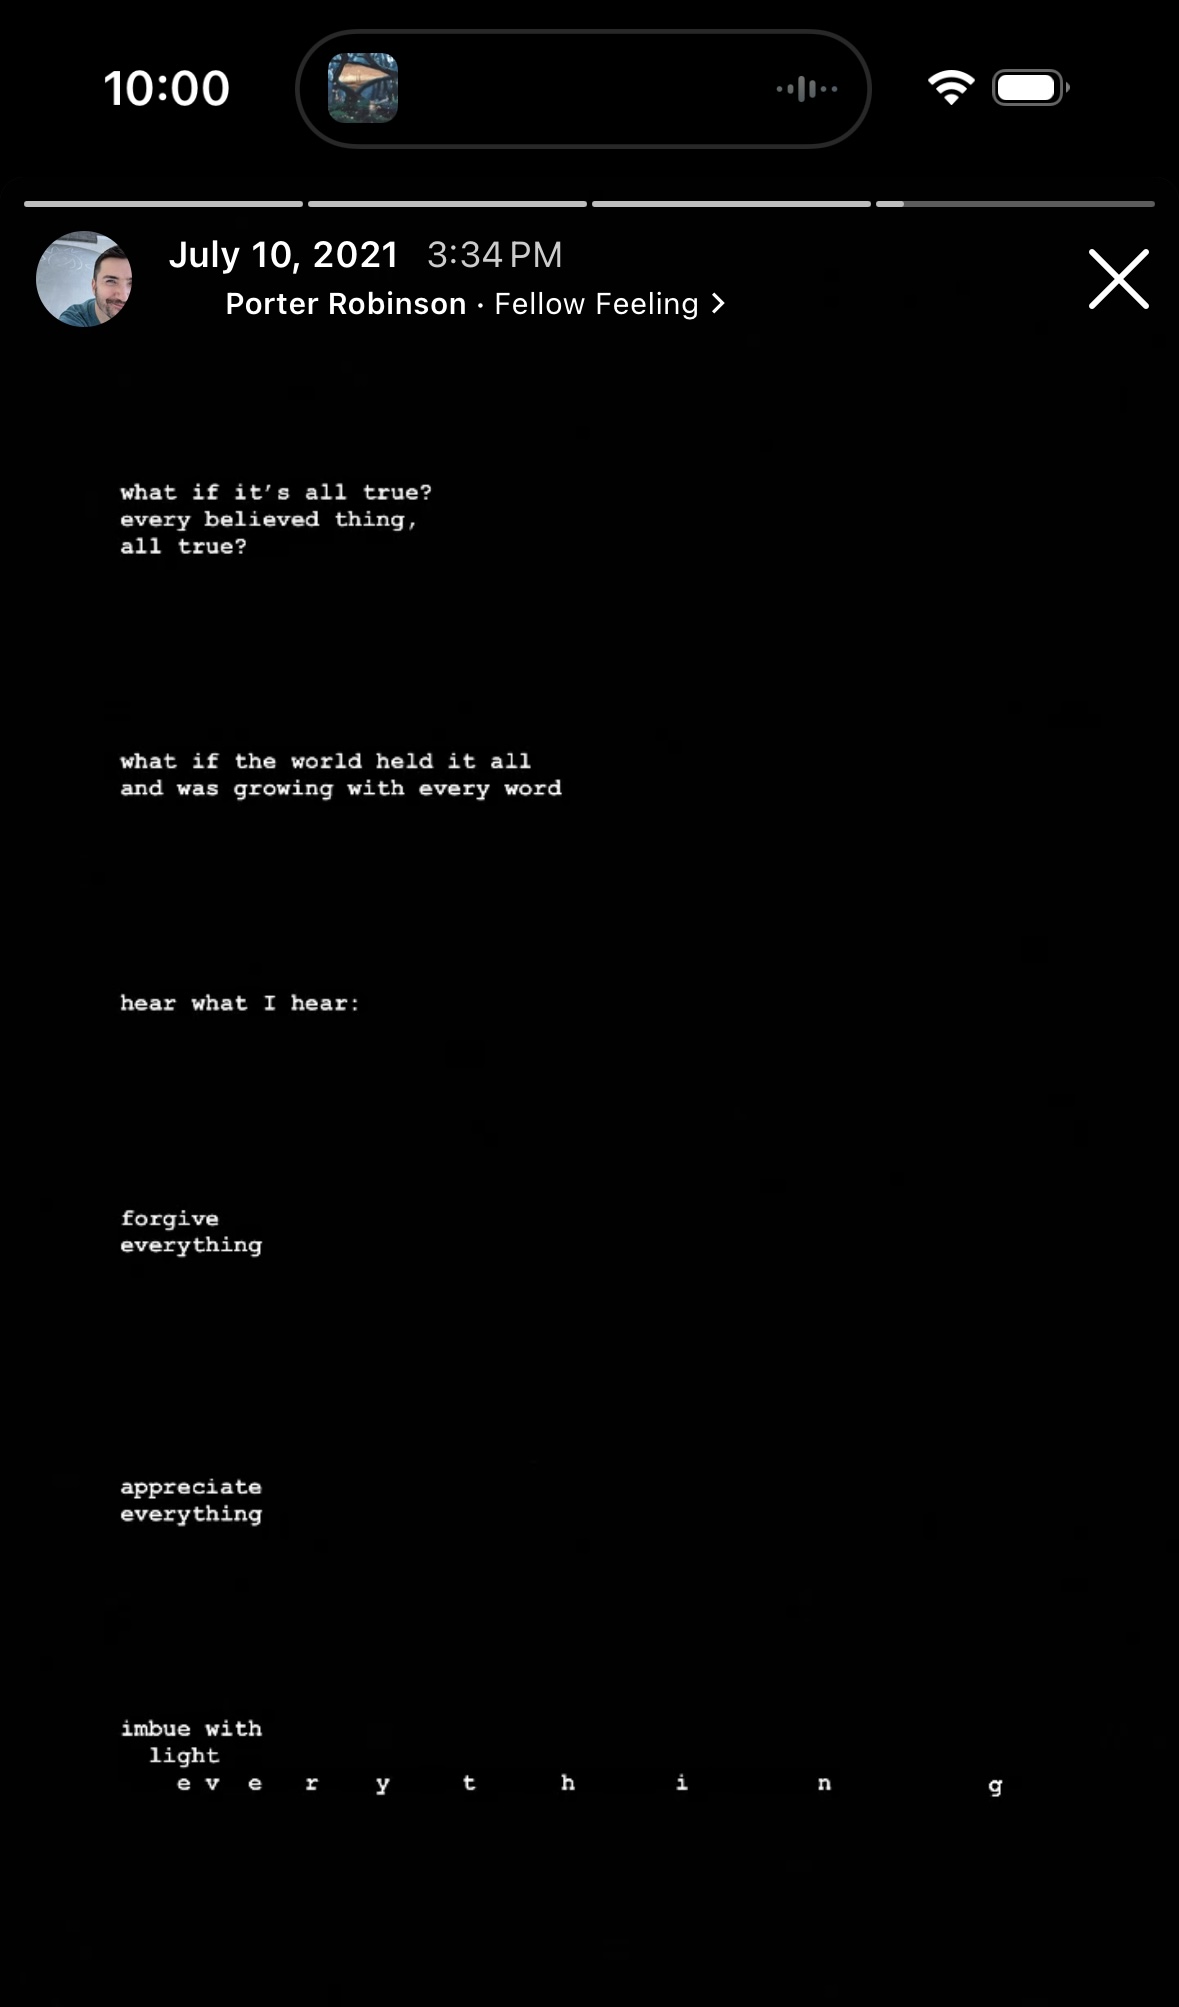 10:00
July 10, 2021 3:34 PM
Porter Robinson · Fellow Feeling
what if it’s all true?
every believed thing,
all true?
what if the world held it all
and was growing with every word
hear what I hear:
forgive
everything
appreciate
everything
imbue with
light
e v e r y t h i n g